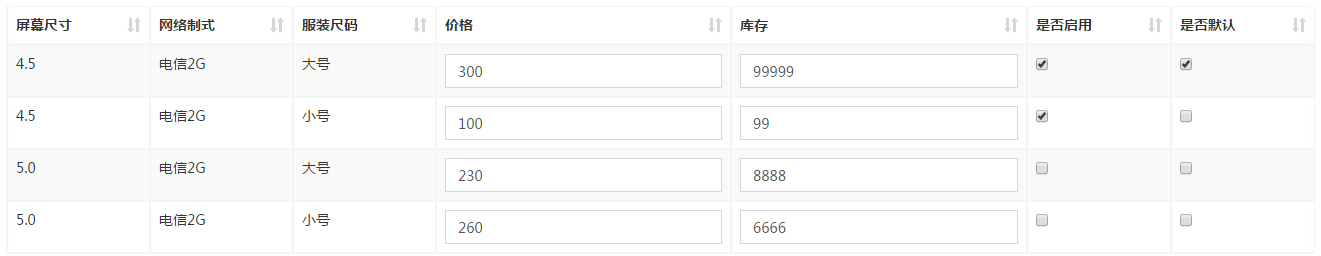 屏幕尺寸 网络制式 服装尺码 价格 库存 是否启用 是否默认
4.5 电信2G 大号 300 99999
4.5 电信2G 小号 100 99
5.0 电信2G 大号 230 8888
5.0 电信2G 小号 260 6666